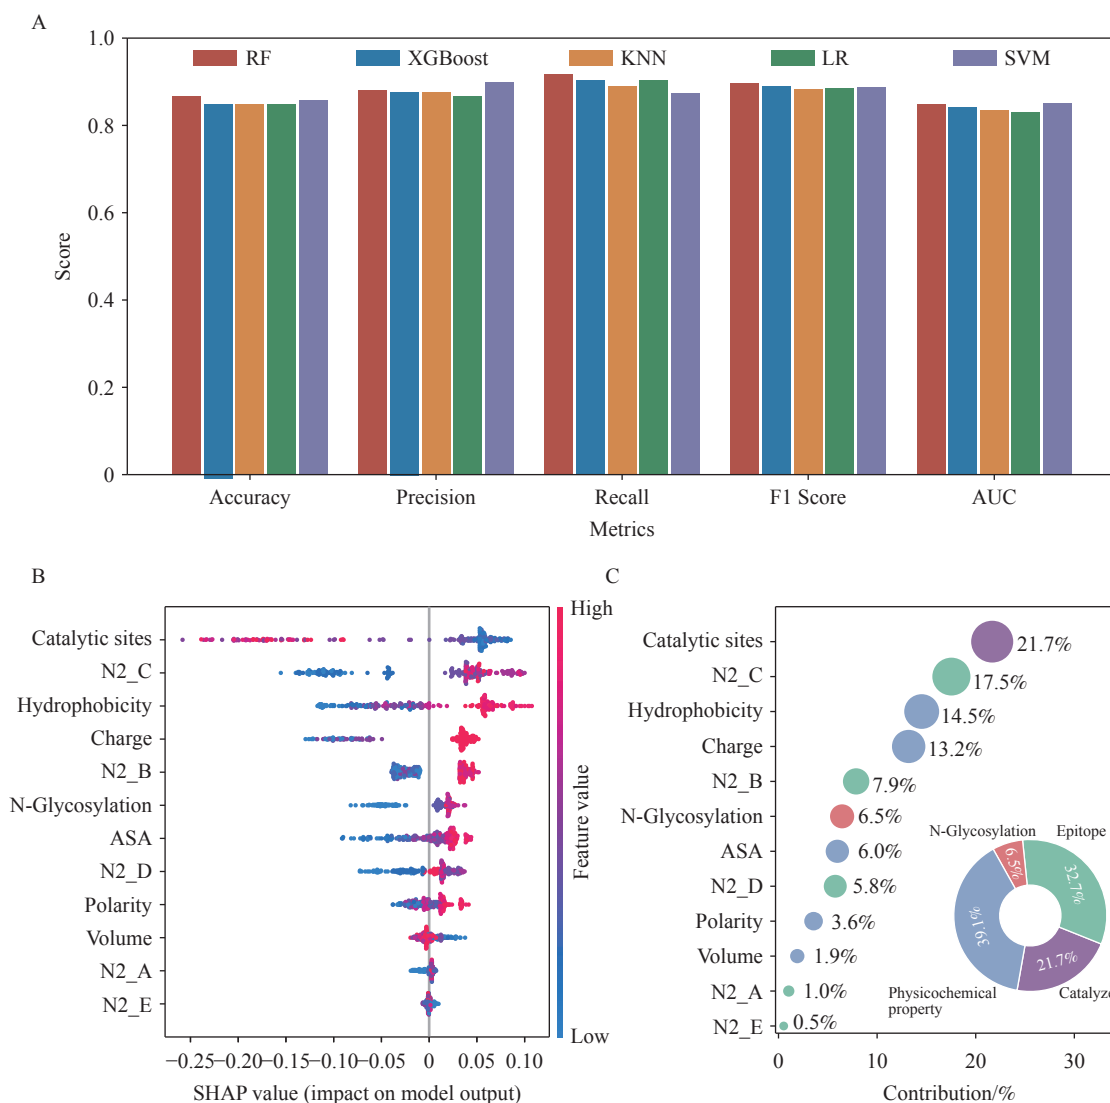 A
1.0
0.8
0.6
0.4
0.2
0
Score
RF XGBoost KNN LR SVM
Accuracy Precision Recall F1 Score AUC
Metrics
B
Catalytic sites
N2_C
Hydrophobicity
Charge
N2_B
N-Glycosylation
ASA
N2_D
Polarity
Volume
N2_A
N2_E
−0.25 −0.20 −0.15 −0.10 −0.05 0 0.05 0.10
SHAP value (impact on model output)
High
Feature value
Low
C
Catalytic sites 21.7%
N2_C 17.5%
Hydrophobicity 14.5%
Charge 13.2%
N2_B 7.9%
N-Glycosylation 6.5%
ASA 6.0%
N2_D 5.8%
Polarity 3.6%
Volume 1.9%
N2_A 1.0%
N2_E 0.5%
N-Glycosylation Epitope
6.5%
32.7%
39.1%
21.7%
Physicochemical
property
Catalyze
0 10 20 30
Contribution/%